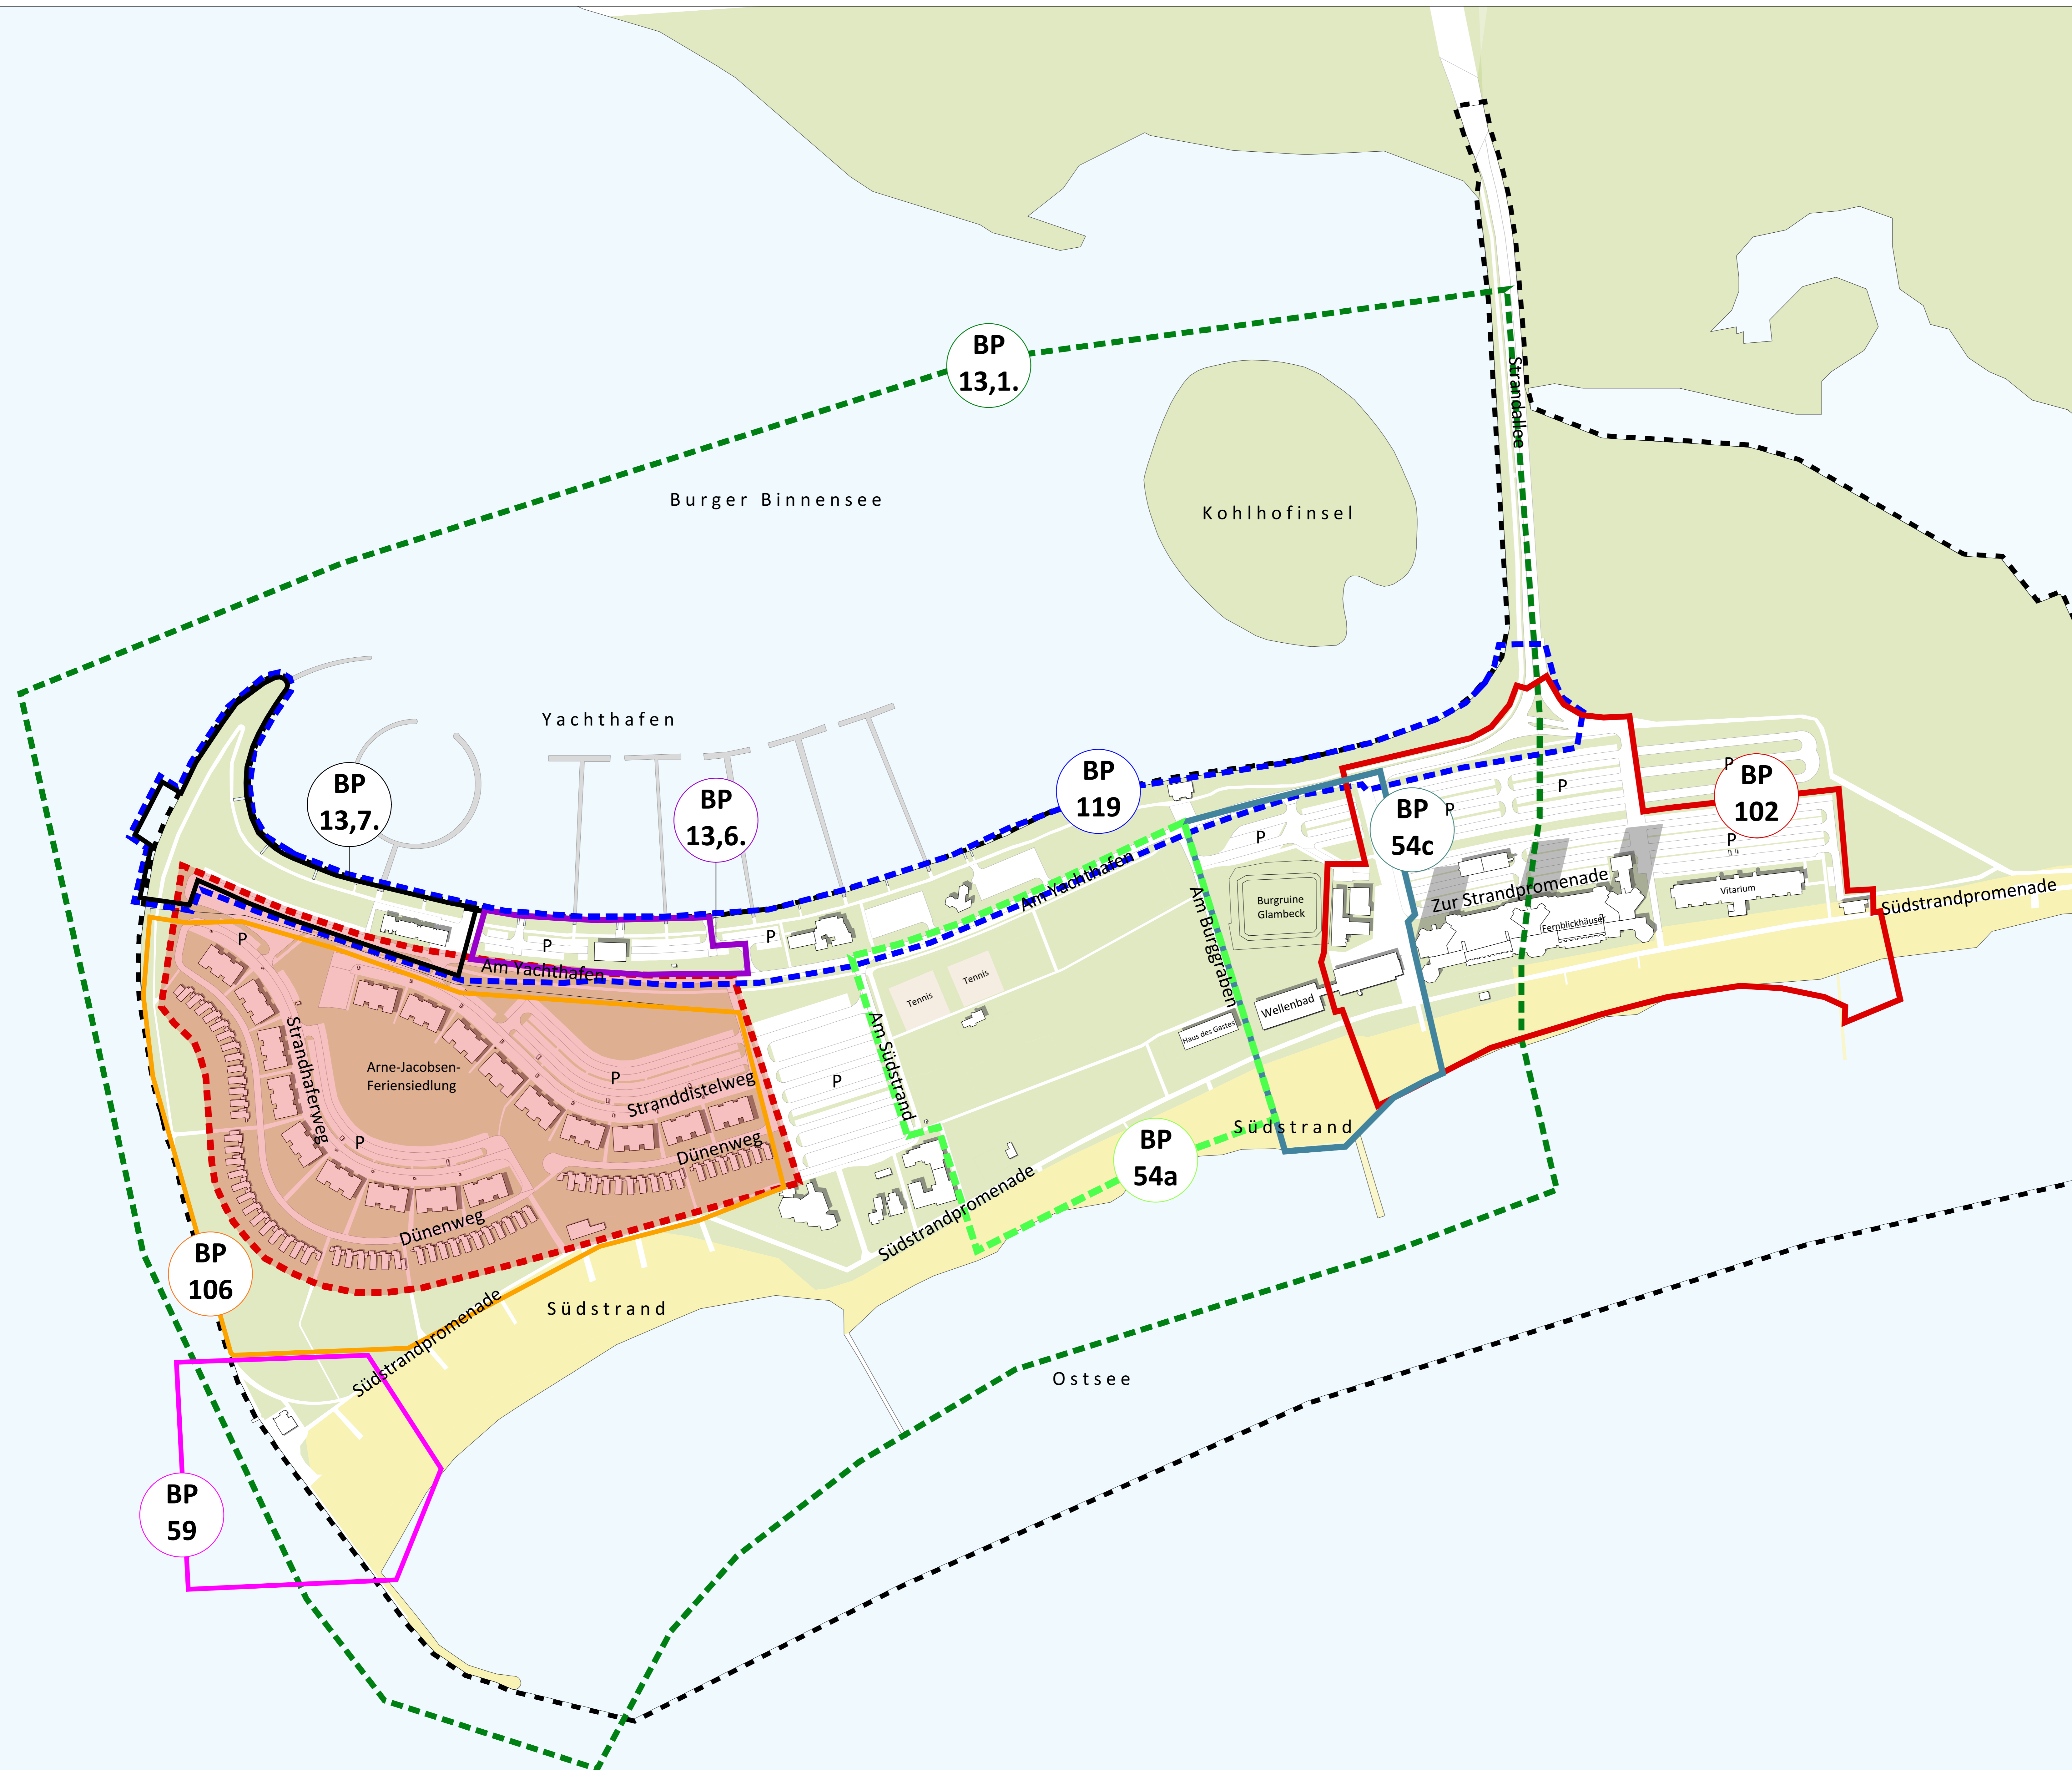 BP
13,1.
Strandallee
Burger Binnensee
Kohlhofinsel
Yachthafen
BP
13,7.
BP
13,6.
BP
119
BP
102
BP
54c
P
P
P
P
P
Am Yachthafen
Zur Strandpromenade
Vitarium
Fernblickhäuser
Südstrandpromenade
Burgruine
Glambeck
Am Burggraben
P
P
P
Am Yachthafen
Tennis
Tennis
Wellenbad
Haus des Gastes
Am Südstrand
Arne-Jacobsen-
Feriensiedlung
Strandhaferweg
P
P
P
Stranddistelweg
Dünenweg
Dünenweg
Südstrand
BP
54a
Südstrandpromenade
BP
106
Südstrand
Südstrandpromenade
Ostsee
BP
59